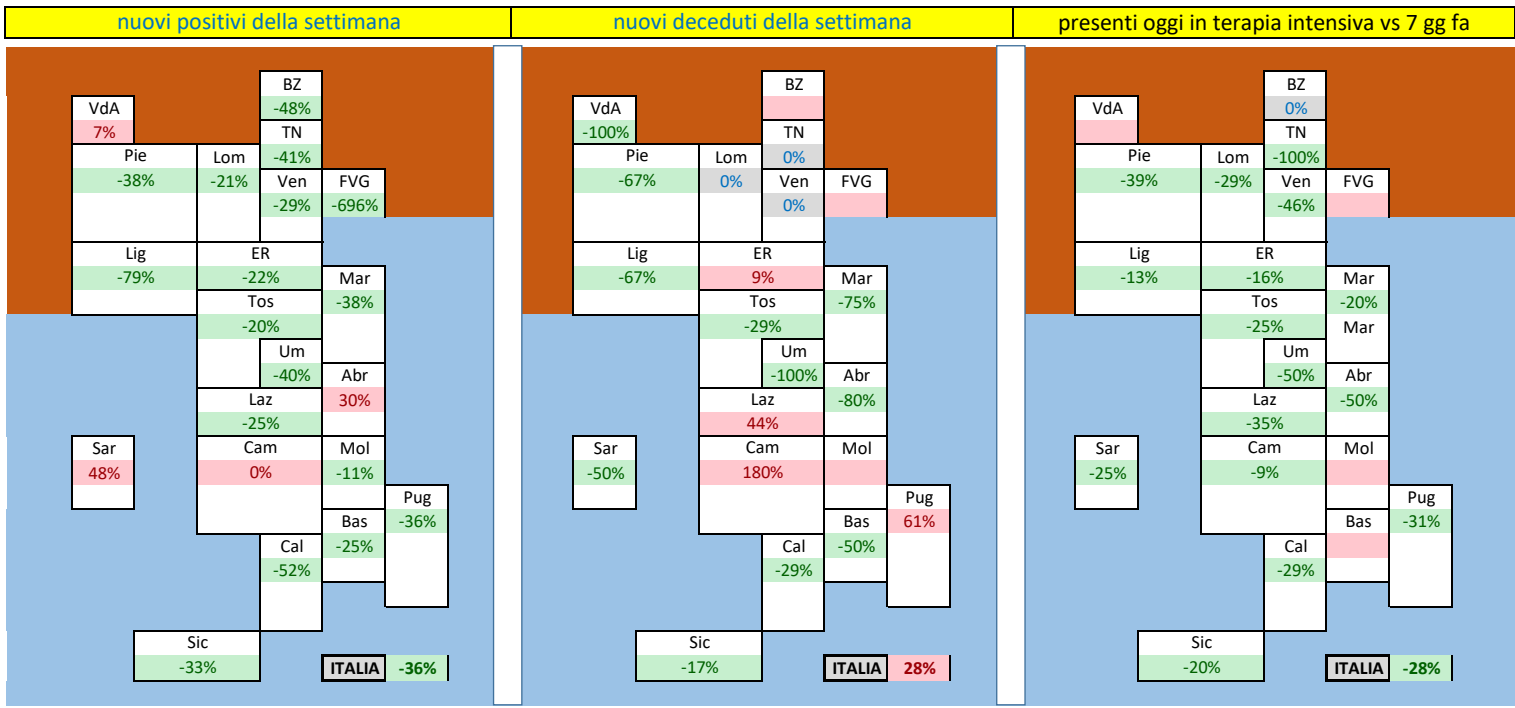 nuovi positivi della settimana
BZ
-48%
VdA
7%
TN
-41%
Pie
-38%
Lom
-21%
Ven
-29%
FVG
-696%
Lig
-79%
ER
-22%
Mar
-38%
Tos
-20%
Um
-40%
Abr
30%
Laz
-25%
Sar
48%
Cam
0%
Mol
-11%
Pug
-36%
Bas
-25%
Cal
-52%
Sic
-33%
ITALIA -36%
nuovi deceduti della settimana
BZ
VdA
-100%
TN
0%
Pie
-67%
Lom
0%
Ven
0%
FVG
Lig
-67%
ER
9%
Mar
-75%
Tos
-29%
Um
-100%
Abr
-80%
Laz
44%
Sar
-50%
Cam
180%
Mol
Pug
61%
Bas
-50%
Cal
-29%
Sic
-17%
ITALIA 28%
presenti oggi in terapia intensiva vs 7 gg fa
BZ
0%
VdA
TN
-100%
Pie
-39%
Lom
-29%
Ven
-46%
FVG
Lig
-13%
ER
-16%
Mar
-20%
Tos
-25%
Mar
Um
-50%
Abr
-50%
Laz
-35%
Sar
-25%
Cam
-9%
Mol
Pug
-31%
Bas
Cal
-29%
Sic
-20%
ITALIA -28%